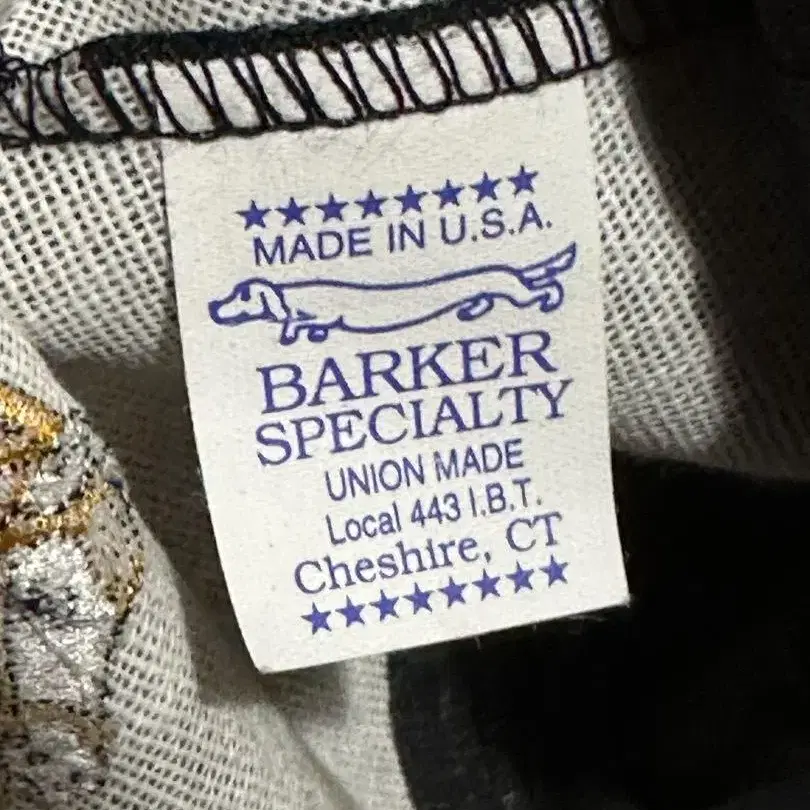 ★★★★★★★★
MADE IN U.S.A.
BARKER
SPECIALTY
UNION MADE
Local 443 I.B.T.
Cheshire, CT
★★★★★★★★